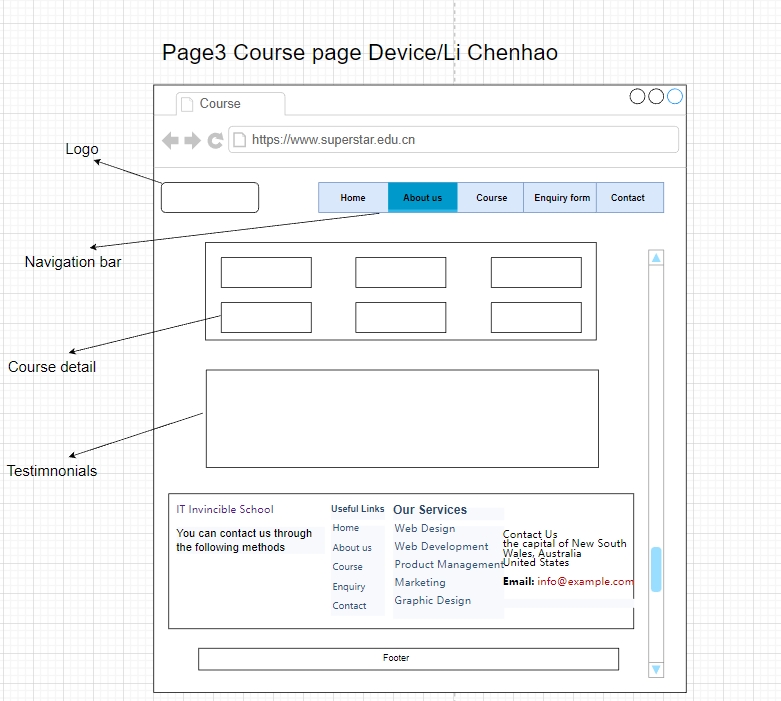 Page3 Course page Device/Li Chenhao
Course
https://www.superstar.edu.cn
Logo
Home
About us
Course
Enquiry form
Contact
Navigation bar
Course detail
Testimnonials
IT Invincible School
You can contact us through
the following methods
Useful Links
Home
About us
Course
Enquiry
Contact
Our Services
Web Design
Web Development
Product Management
Marketing
Graphic Design
Contact Us
the capital of New South
Wales, Australia
United States
Email: info@example.com
Footer